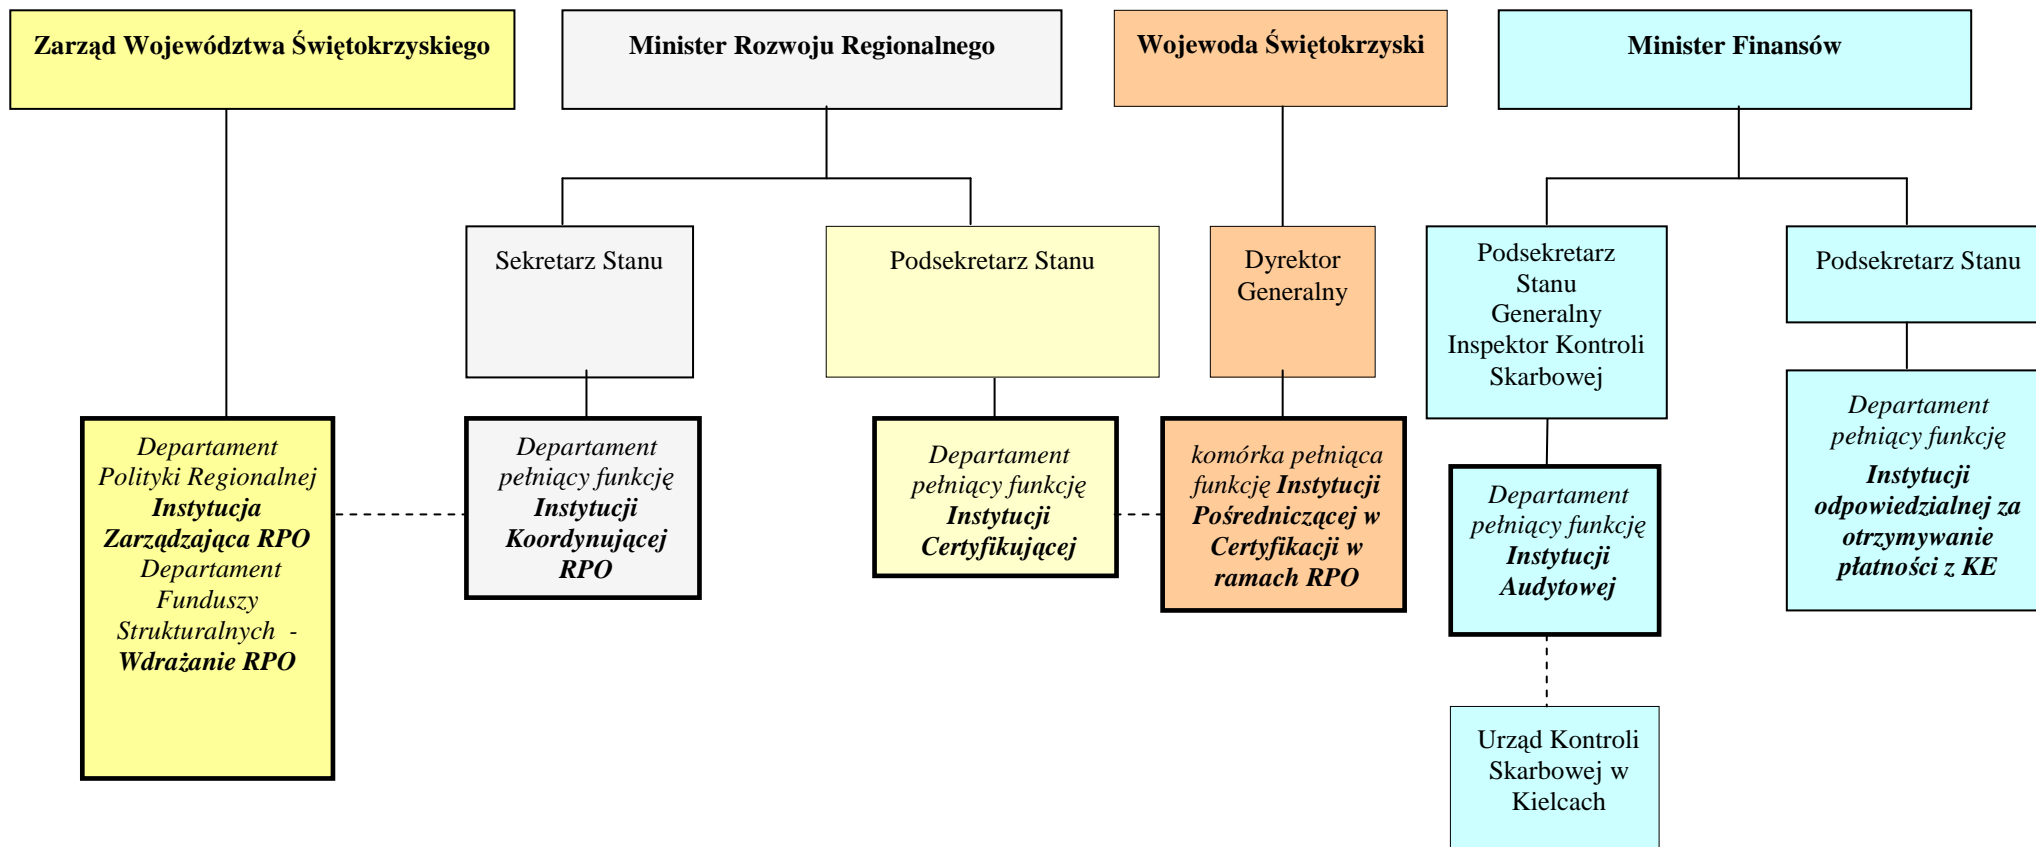 Zarząd Województwa Świętokrzyskiego
Minister Rozwoju Regionalnego
Wojewoda Świętokrzyski
Minister Finansów
Sekretarz Stanu
Podsekretarz Stanu
Dyrektor
Generalny
Podsekretarz
Stanu
Generalny
Inspektor Kontroli
Skarbowej
Podsekretarz Stanu
Departament
Polityki Regionalnej
Instytucja
Zarządzająca RPO
Departament
Funduszy
Strukturalnych -
Wdrażanie RPO
Departament
pełniący funkcję
Instytucji
Koordynującej
RPO
Departament
pełniący funkcję
Instytucji
Certyfikującej
komórka pełniąca
funkcję Instytucji
Pośredniczącej w
Certyfikacji w
ramach RPO
Departament
pełniący funkcję
Instytucji
Audytowej
Departament
pełniący funkcję
Instytucji
odpowiedzialnej za
otrzymywanie
płatności z KE
Urząd Kontroli
Skarbowej w
Kielcach